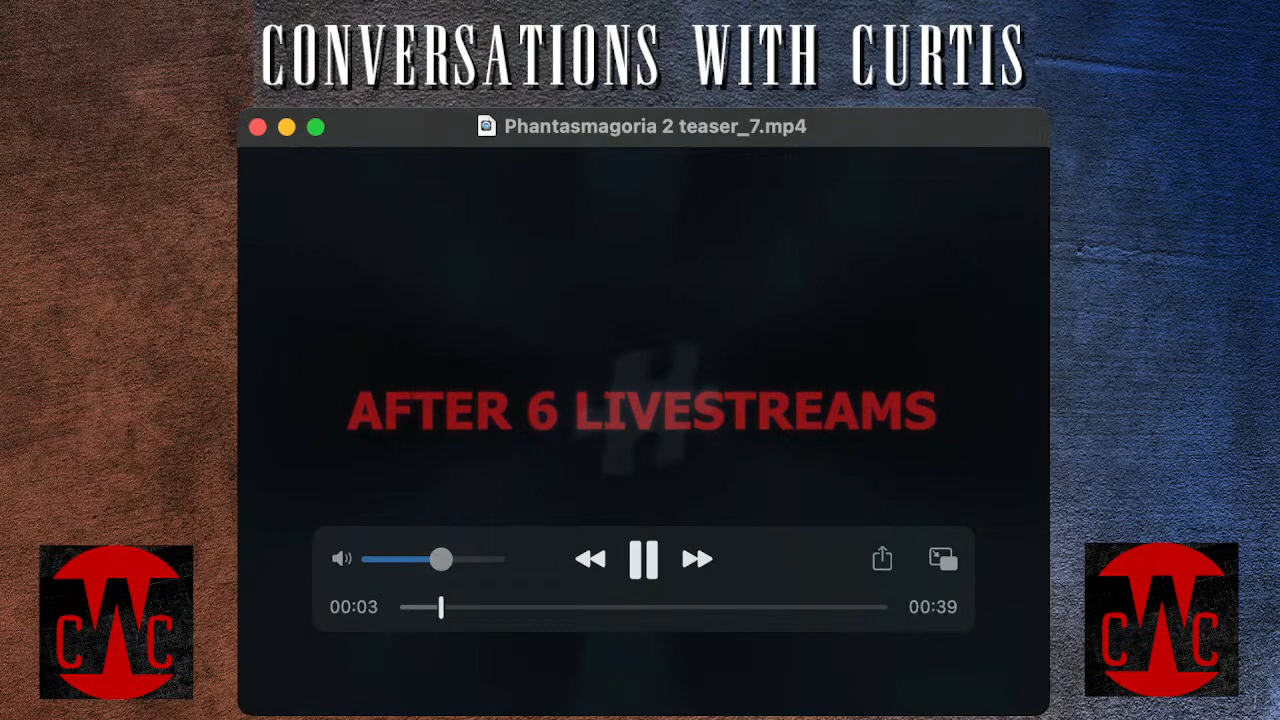 CONVERSATIONS WITH CURTIS
Phantasmagoria 2 teaser_7.mp4
AFTER 6 LIVESTREAMS
00:03
00:39
CWC
CWC